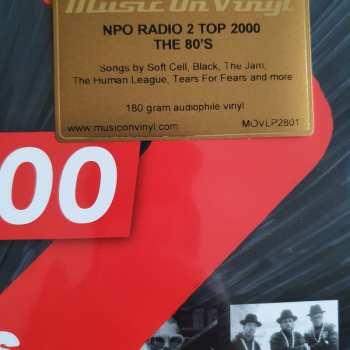 Music On Vinyl
NPO RADIO 2 TOP 2000
THE 80'S
Songs by Soft Cell, Black, The Jam,
The Human League, Tears For Fears and more
180 gram audiophile vinyl
www.musiconvinyl.com MOVLP2801
00
s